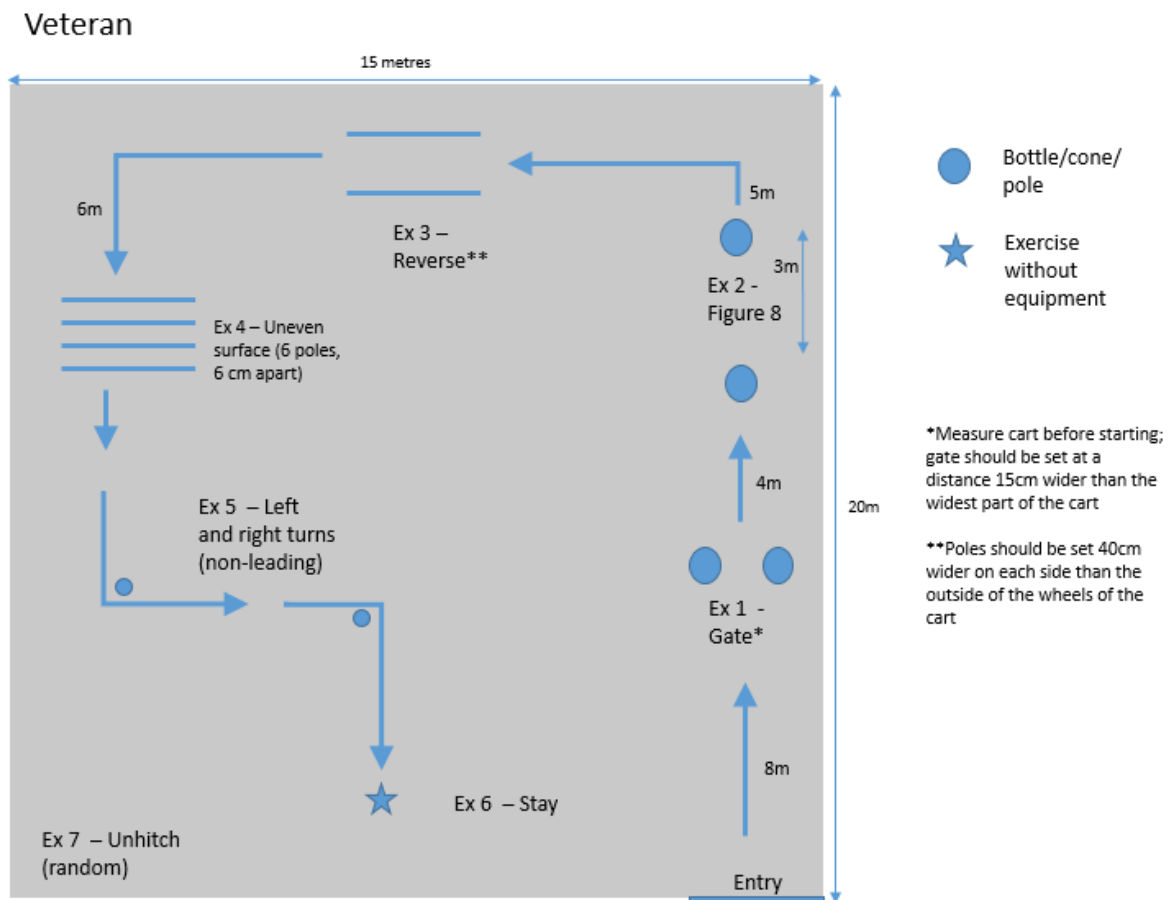 Veteran
15 metres
6m
Ex 3 –
Reverse**
5m
3m
Ex 2 -
Figure 8
Ex 4 – Uneven
surface (6 poles,
6 cm apart)
4m
Ex 5 – Left
and right turns
(non-leading)
Ex 1 -
Gate*
8m
Ex 6 – Stay
Ex 7 – Unhitch
(random)
Entry
20m
Bottle/cone/
pole
Exercise
without
equipment
*Measure cart before starting;
gate should be set at a
distance 15cm wider than the
widest part of the cart
**Poles should be set 40cm
wider on each side than the
outside of the wheels of the
cart